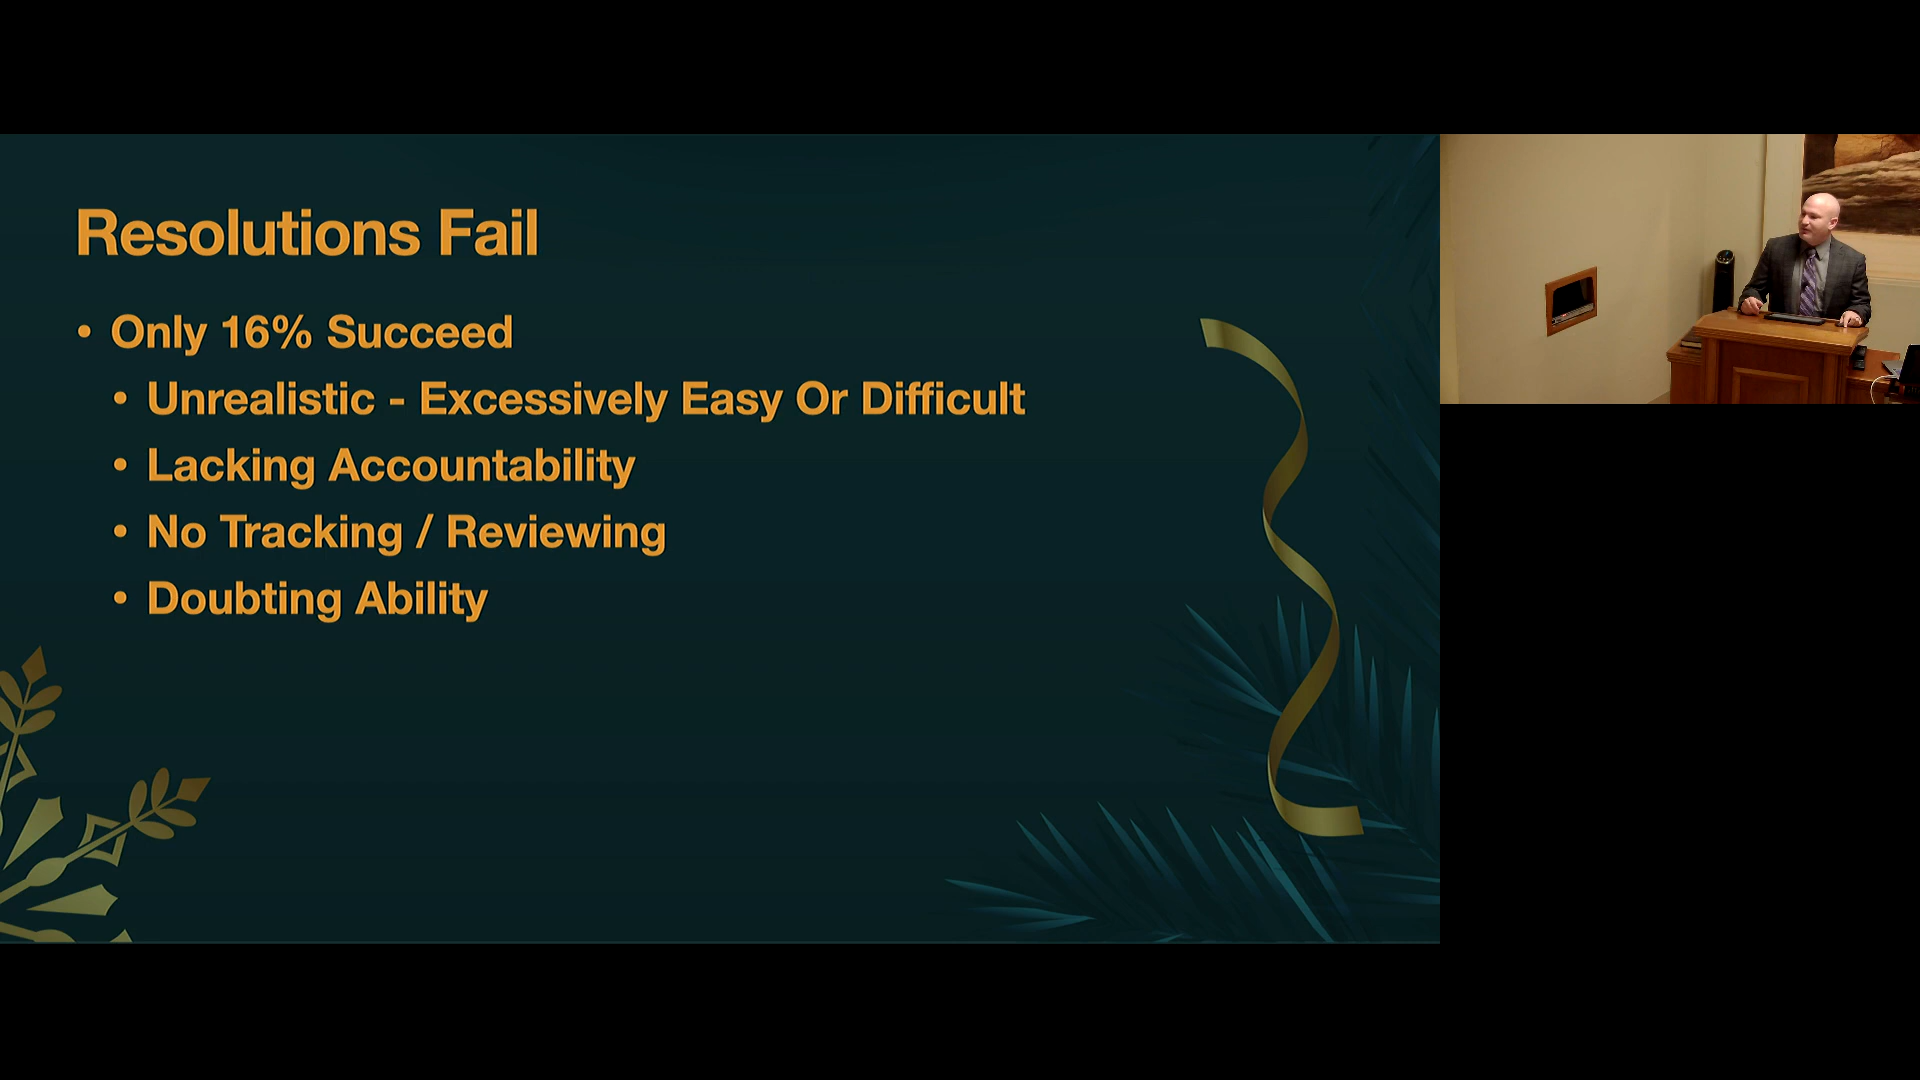 Resolutions Fail
• Only 16% Succeed
• Unrealistic - Excessively Easy Or Difficult
• Lacking Accountability
• No Tracking / Reviewing
• Doubting Ability